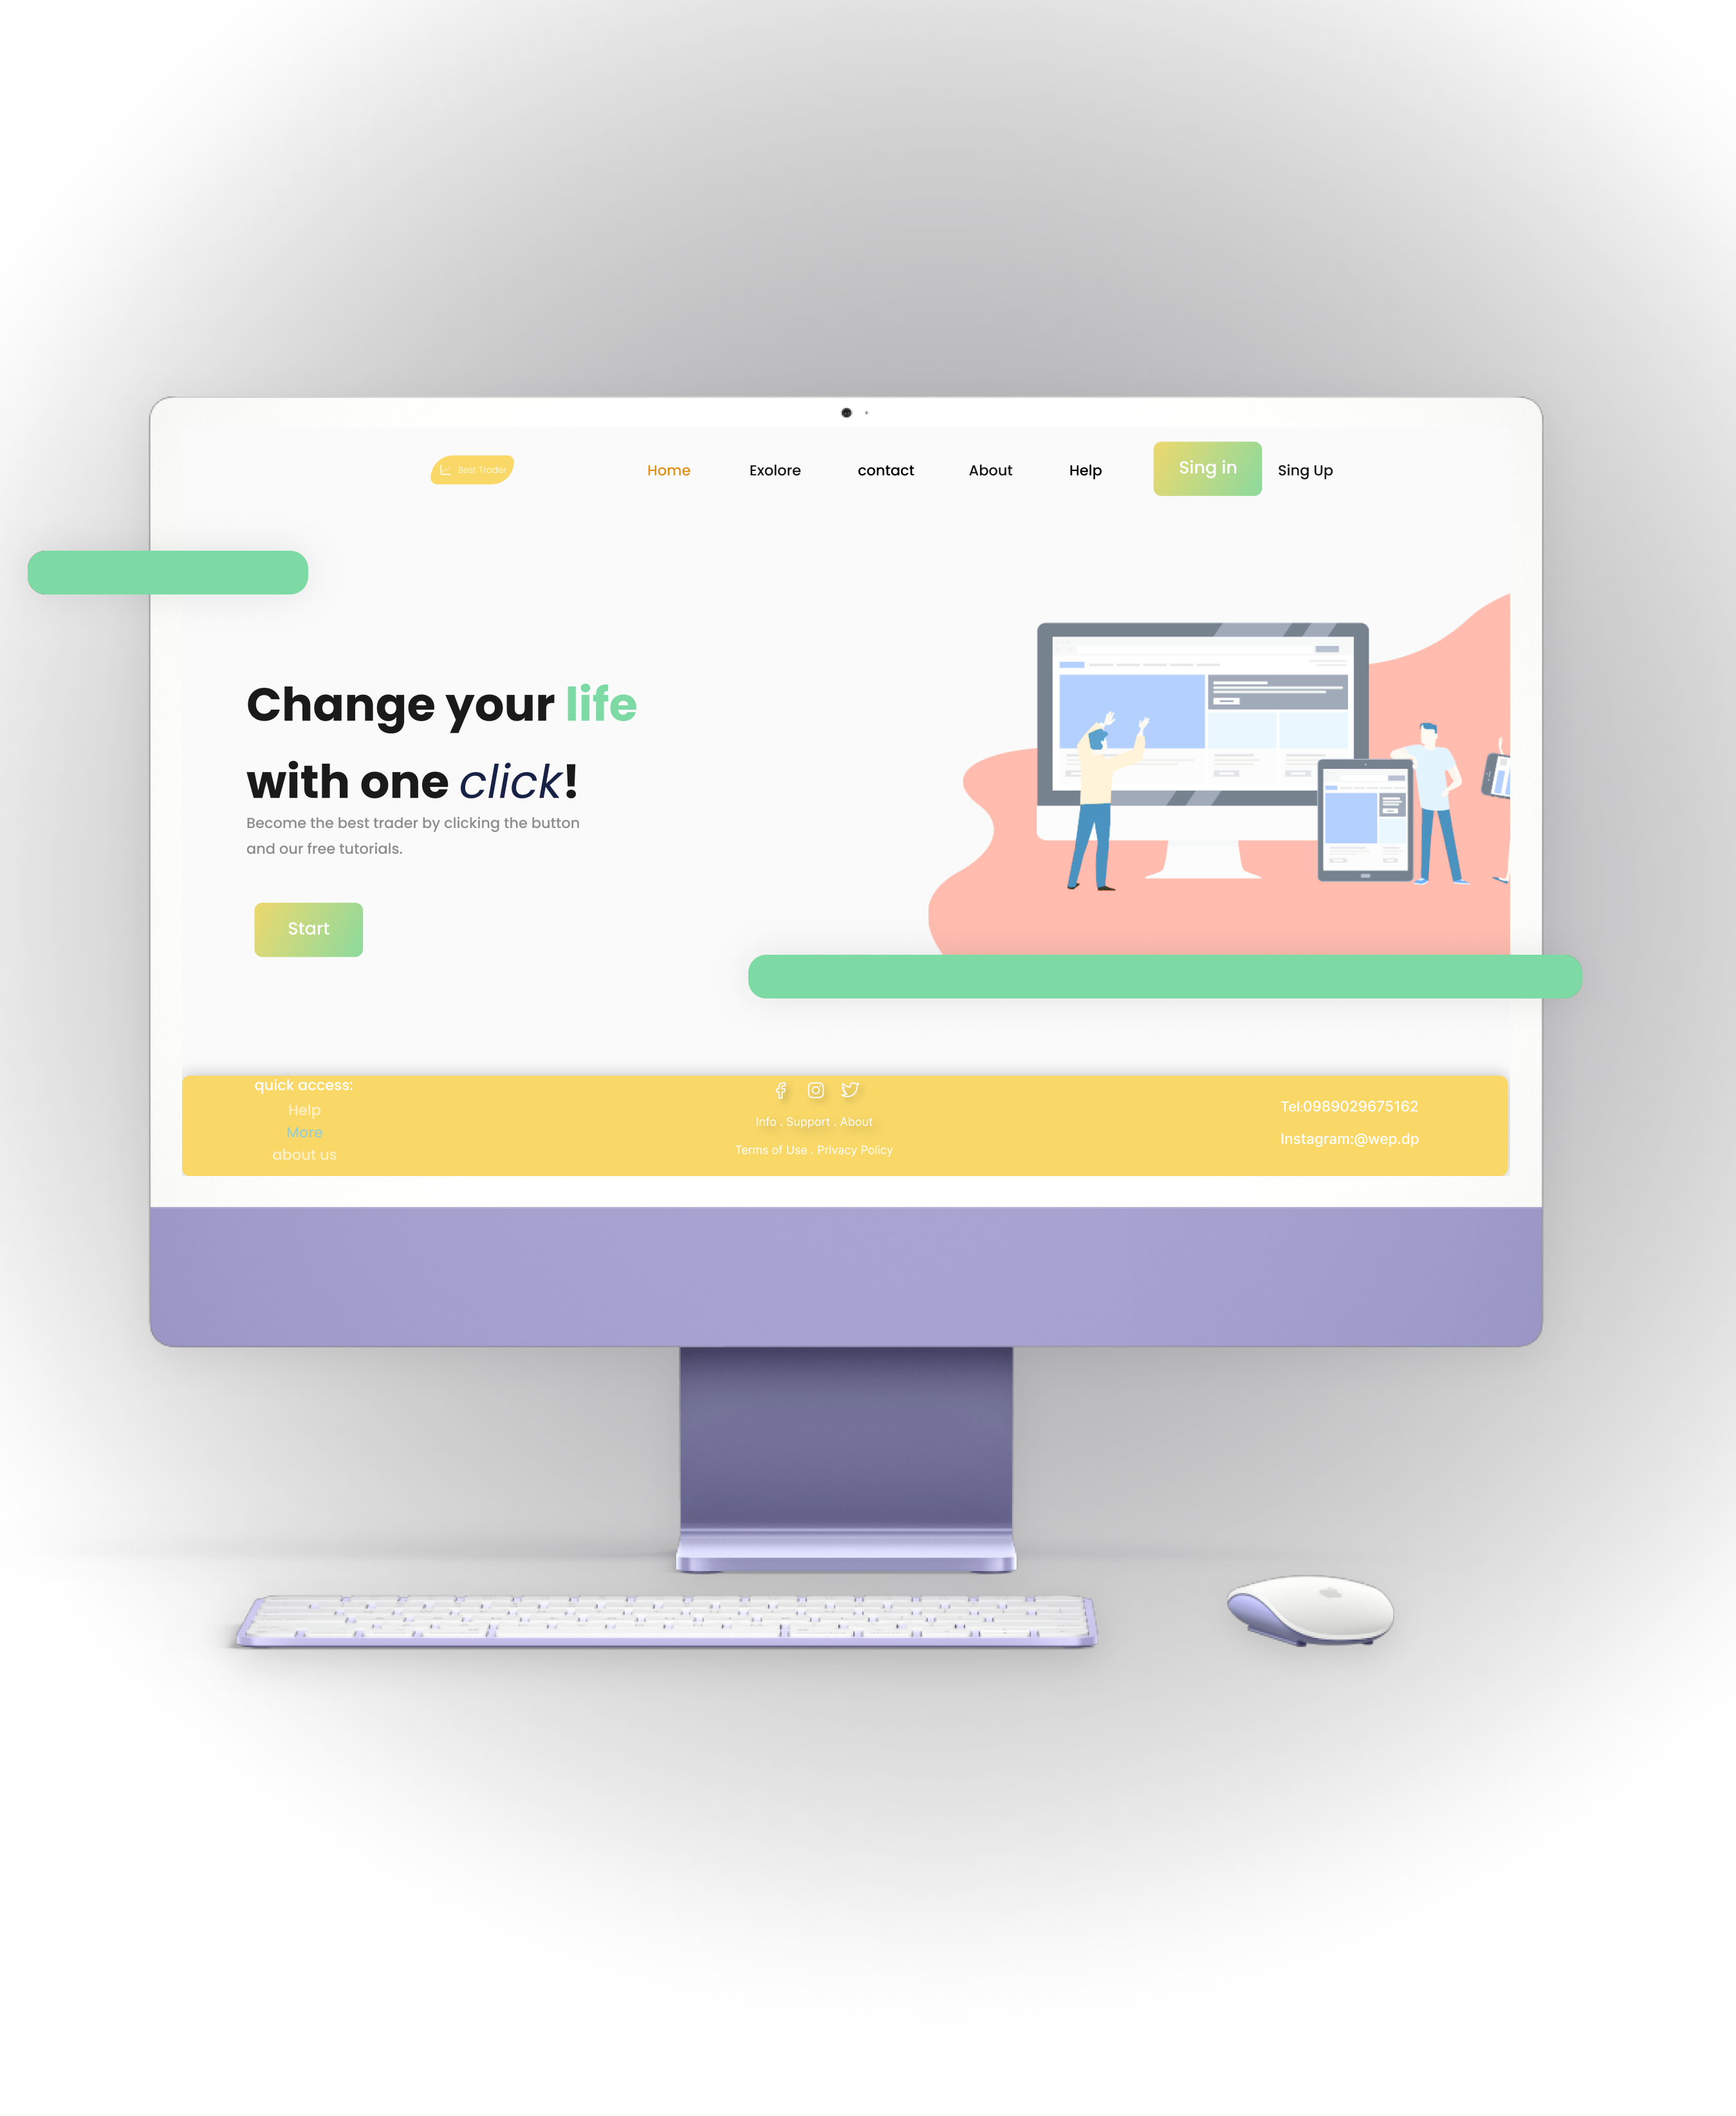 Best Trader
Home
Exolore
contact
About
Help
Sing in
Sing Up
Change your life
with one click!
Become the best trader by clicking the button
and our free tutorials.
Start
quick access:
Help
More
about us
Info . Support . About
Terms of Use . Privacy Policy
Tel:0989029675162
Instagram:@wep.dp